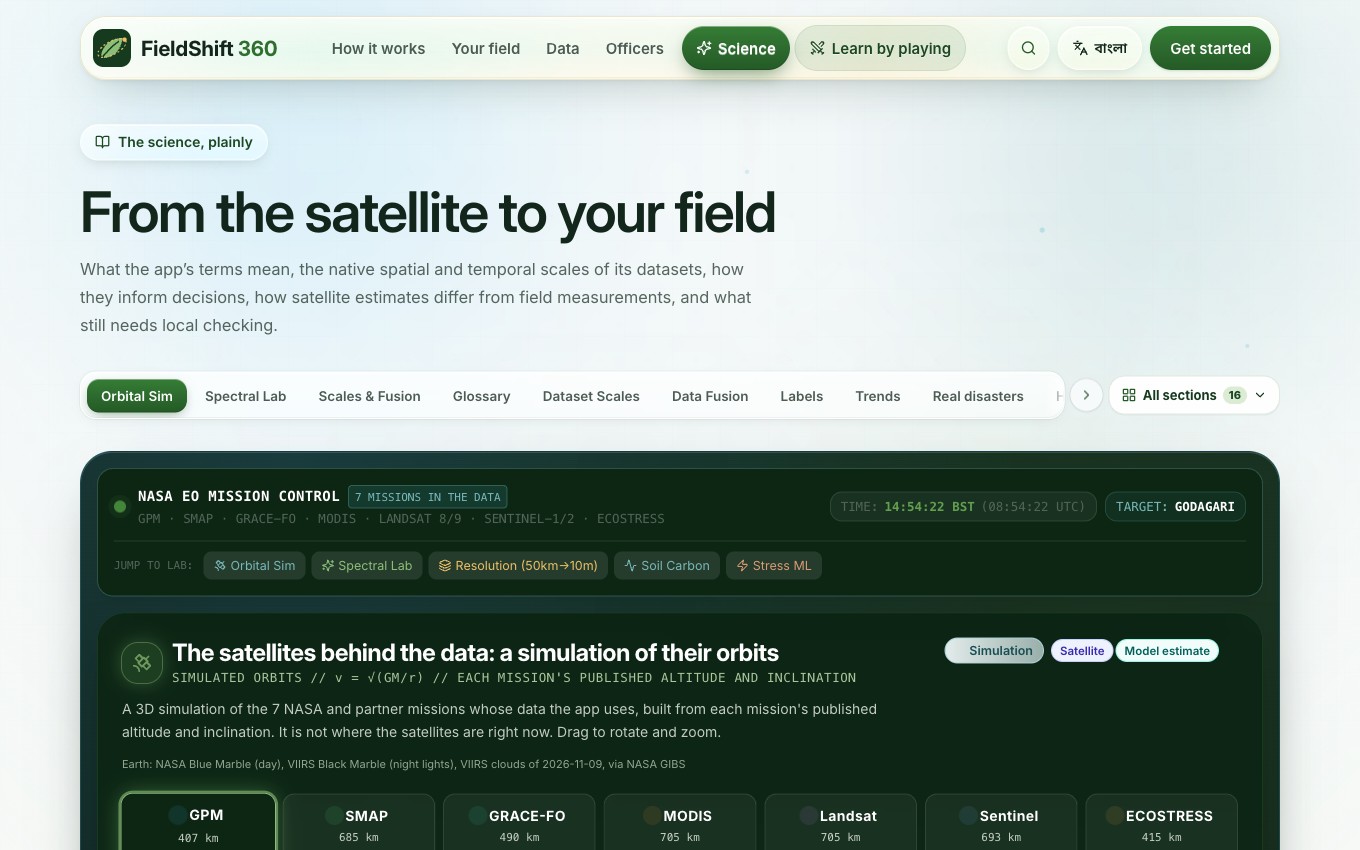 FieldShift 360
How it works
Your field
Data
Officers
Science
Learn by playing
বাংলা
Get started
The science, plainly
From the satellite to your field
What the app's terms mean, the native spatial and temporal scales of its datasets, how
they inform decisions, how satellite estimates differ from field measurements, and what
still needs local checking.
Orbital Sim
Spectral Lab
Scales & Fusion
Glossary
Dataset Scales
Data Fusion
Labels
Trends
Real disasters
All sections 16
NASA EO MISSION CONTROL
7 MISSIONS IN THE DATA
GPM · SMAP · GRACE-FO · MODIS · LANDSAT 8/9 · SENTINEL-1/2 · ECOSTRESS
TIME: 14:54:22 BST (08:54:22 UTC)
TARGET: GODAGARI
JUMP TO LAB:
Orbital Sim
Spectral Lab
Resolution (50km→10m)
Soil Carbon
Stress ML
The satellites behind the data: a simulation of their orbits
Simulation
Satellite
Model estimate
SIMULATED ORBITS // v = √(GM/r) // EACH MISSION'S PUBLISHED ALTITUDE AND INCLINATION
A 3D simulation of the 7 NASA and partner missions whose data the app uses, built from each mission's published
altitude and inclination. It is not where the satellites are right now. Drag to rotate and zoom.
Earth: NASA Blue Marble (day), VIIRS Black Marble (night lights), VIIRS clouds of 2026-11-09, via NASA GIBS
GPM
407 km
SMAP
685 km
GRACE-FO
490 km
MODIS
705 km
Landsat
705 km
Sentinel
693 km
ECOSTRESS
415 km